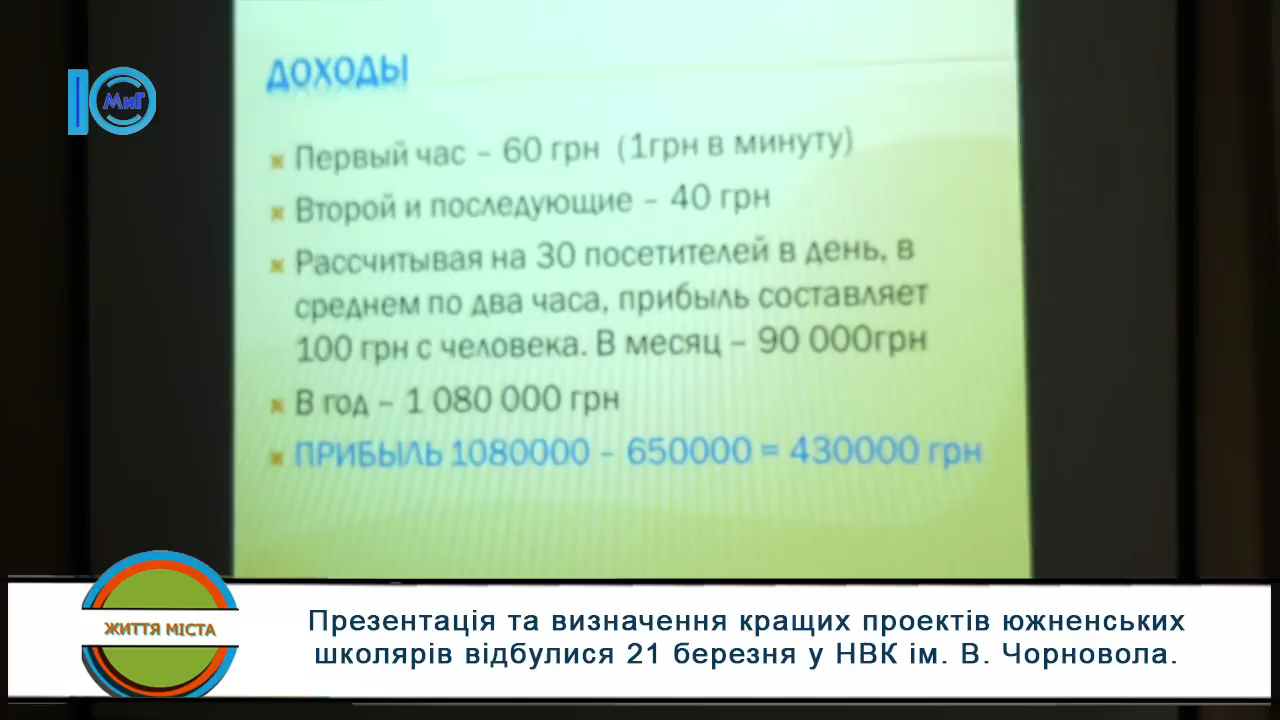 ДОХОДЫ
МиГ
Первый час – 60 грн (1грн в минуту)
Второй и последующие – 40 грн
Рассчитывая на 30 посетителей в день, в
среднем по два часа, прибыль составляет
100 грн с человека. В месяц – 90 000грн
В год – 1 080 000 грн
ПРИБЫЛЬ 1080000 – 650000 = 430000 грн
ЖИТТЯ МІСТА
Презентація та визначення кращих проектів южненських
школярів відбулися 21 березня у НВК ім. В. Чорновола.